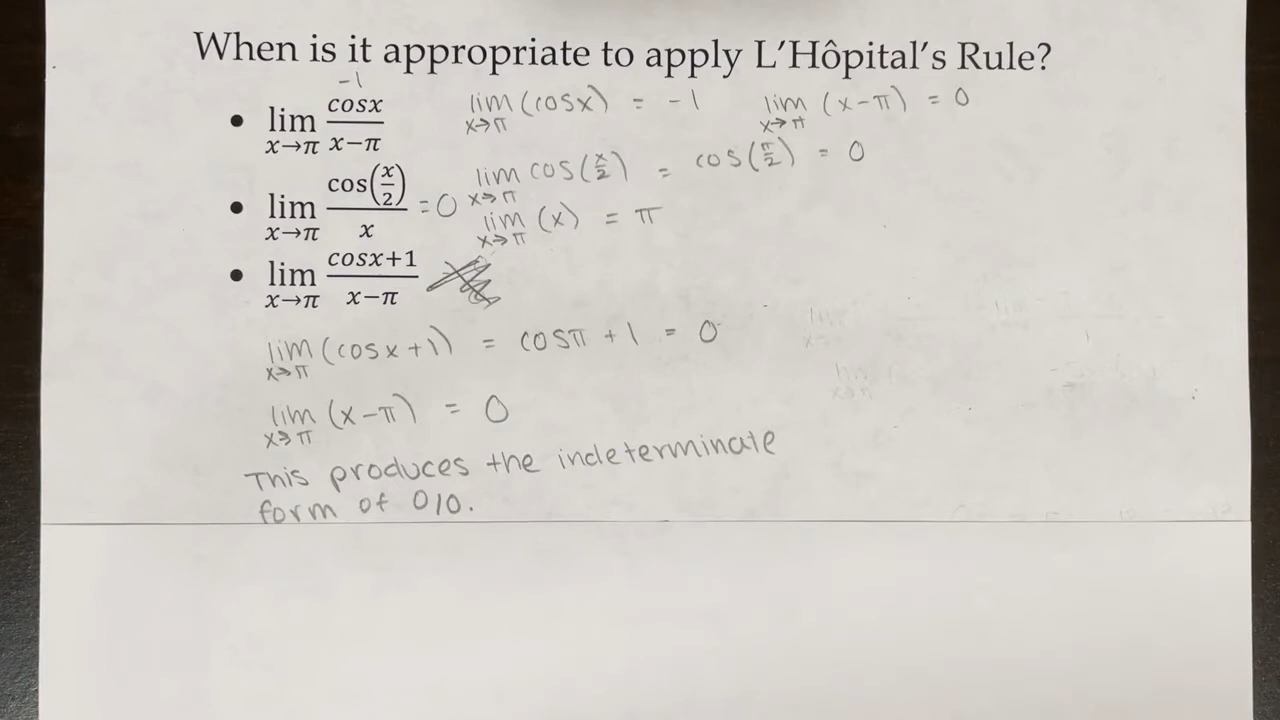 When is it appropriate to apply L'Hôpital's Rule?
-1
• lim x→π cosx/x−π lim x→π (cosx) = -1 lim x→π (x-π) = 0
• lim x→π cos(x/2)/x =0 lim x→π cos(x/2) = cos(π/2) = 0
lim x→π (x) = π
• lim x→π cosx+1/x−π
lim x→π (cosx+1) = cosπ +1 = 0
lim x→π (x-π) = 0
This produces the indeterminate
form of 0/0.